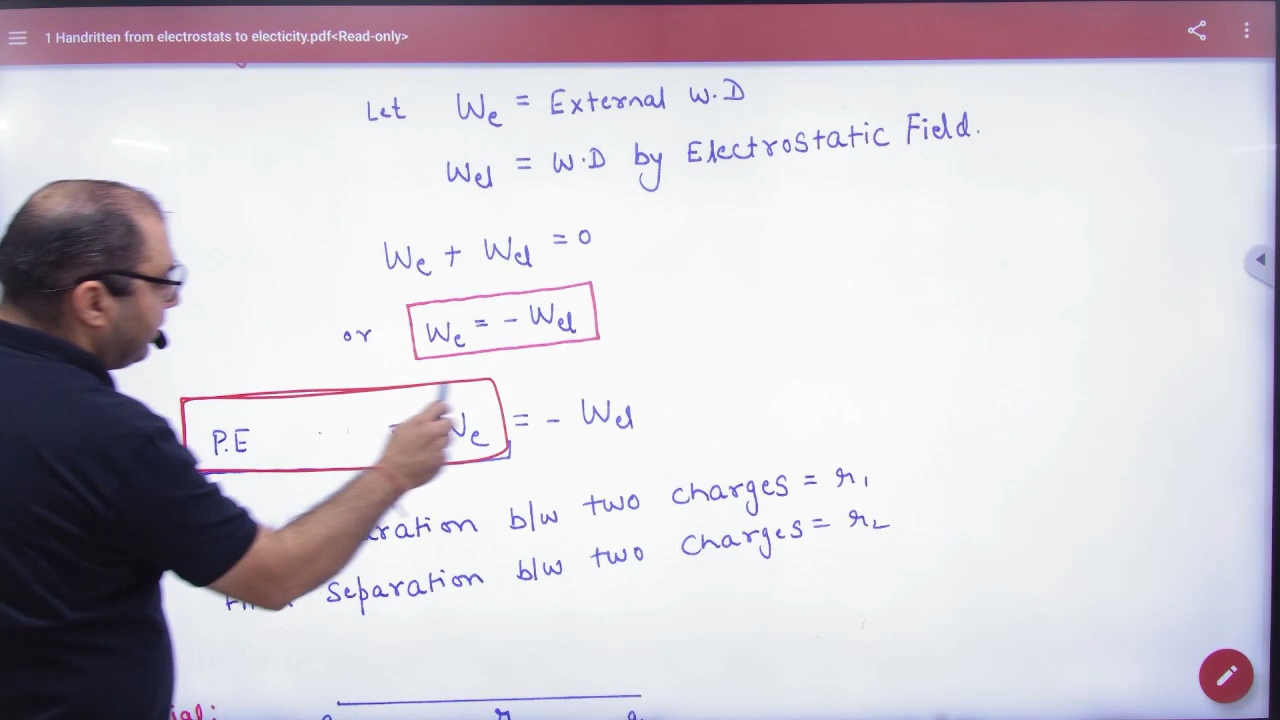 1 Handritten from electrostats to electicity.pdf<Read-only>
Let We = External W.D
Wel = W.D by Electrostatic Field.
We + Wel = 0
or We = - Wel
P.E = We = - Wel
b/w two charges = r₁
Separation b/w two charges = r₂
r